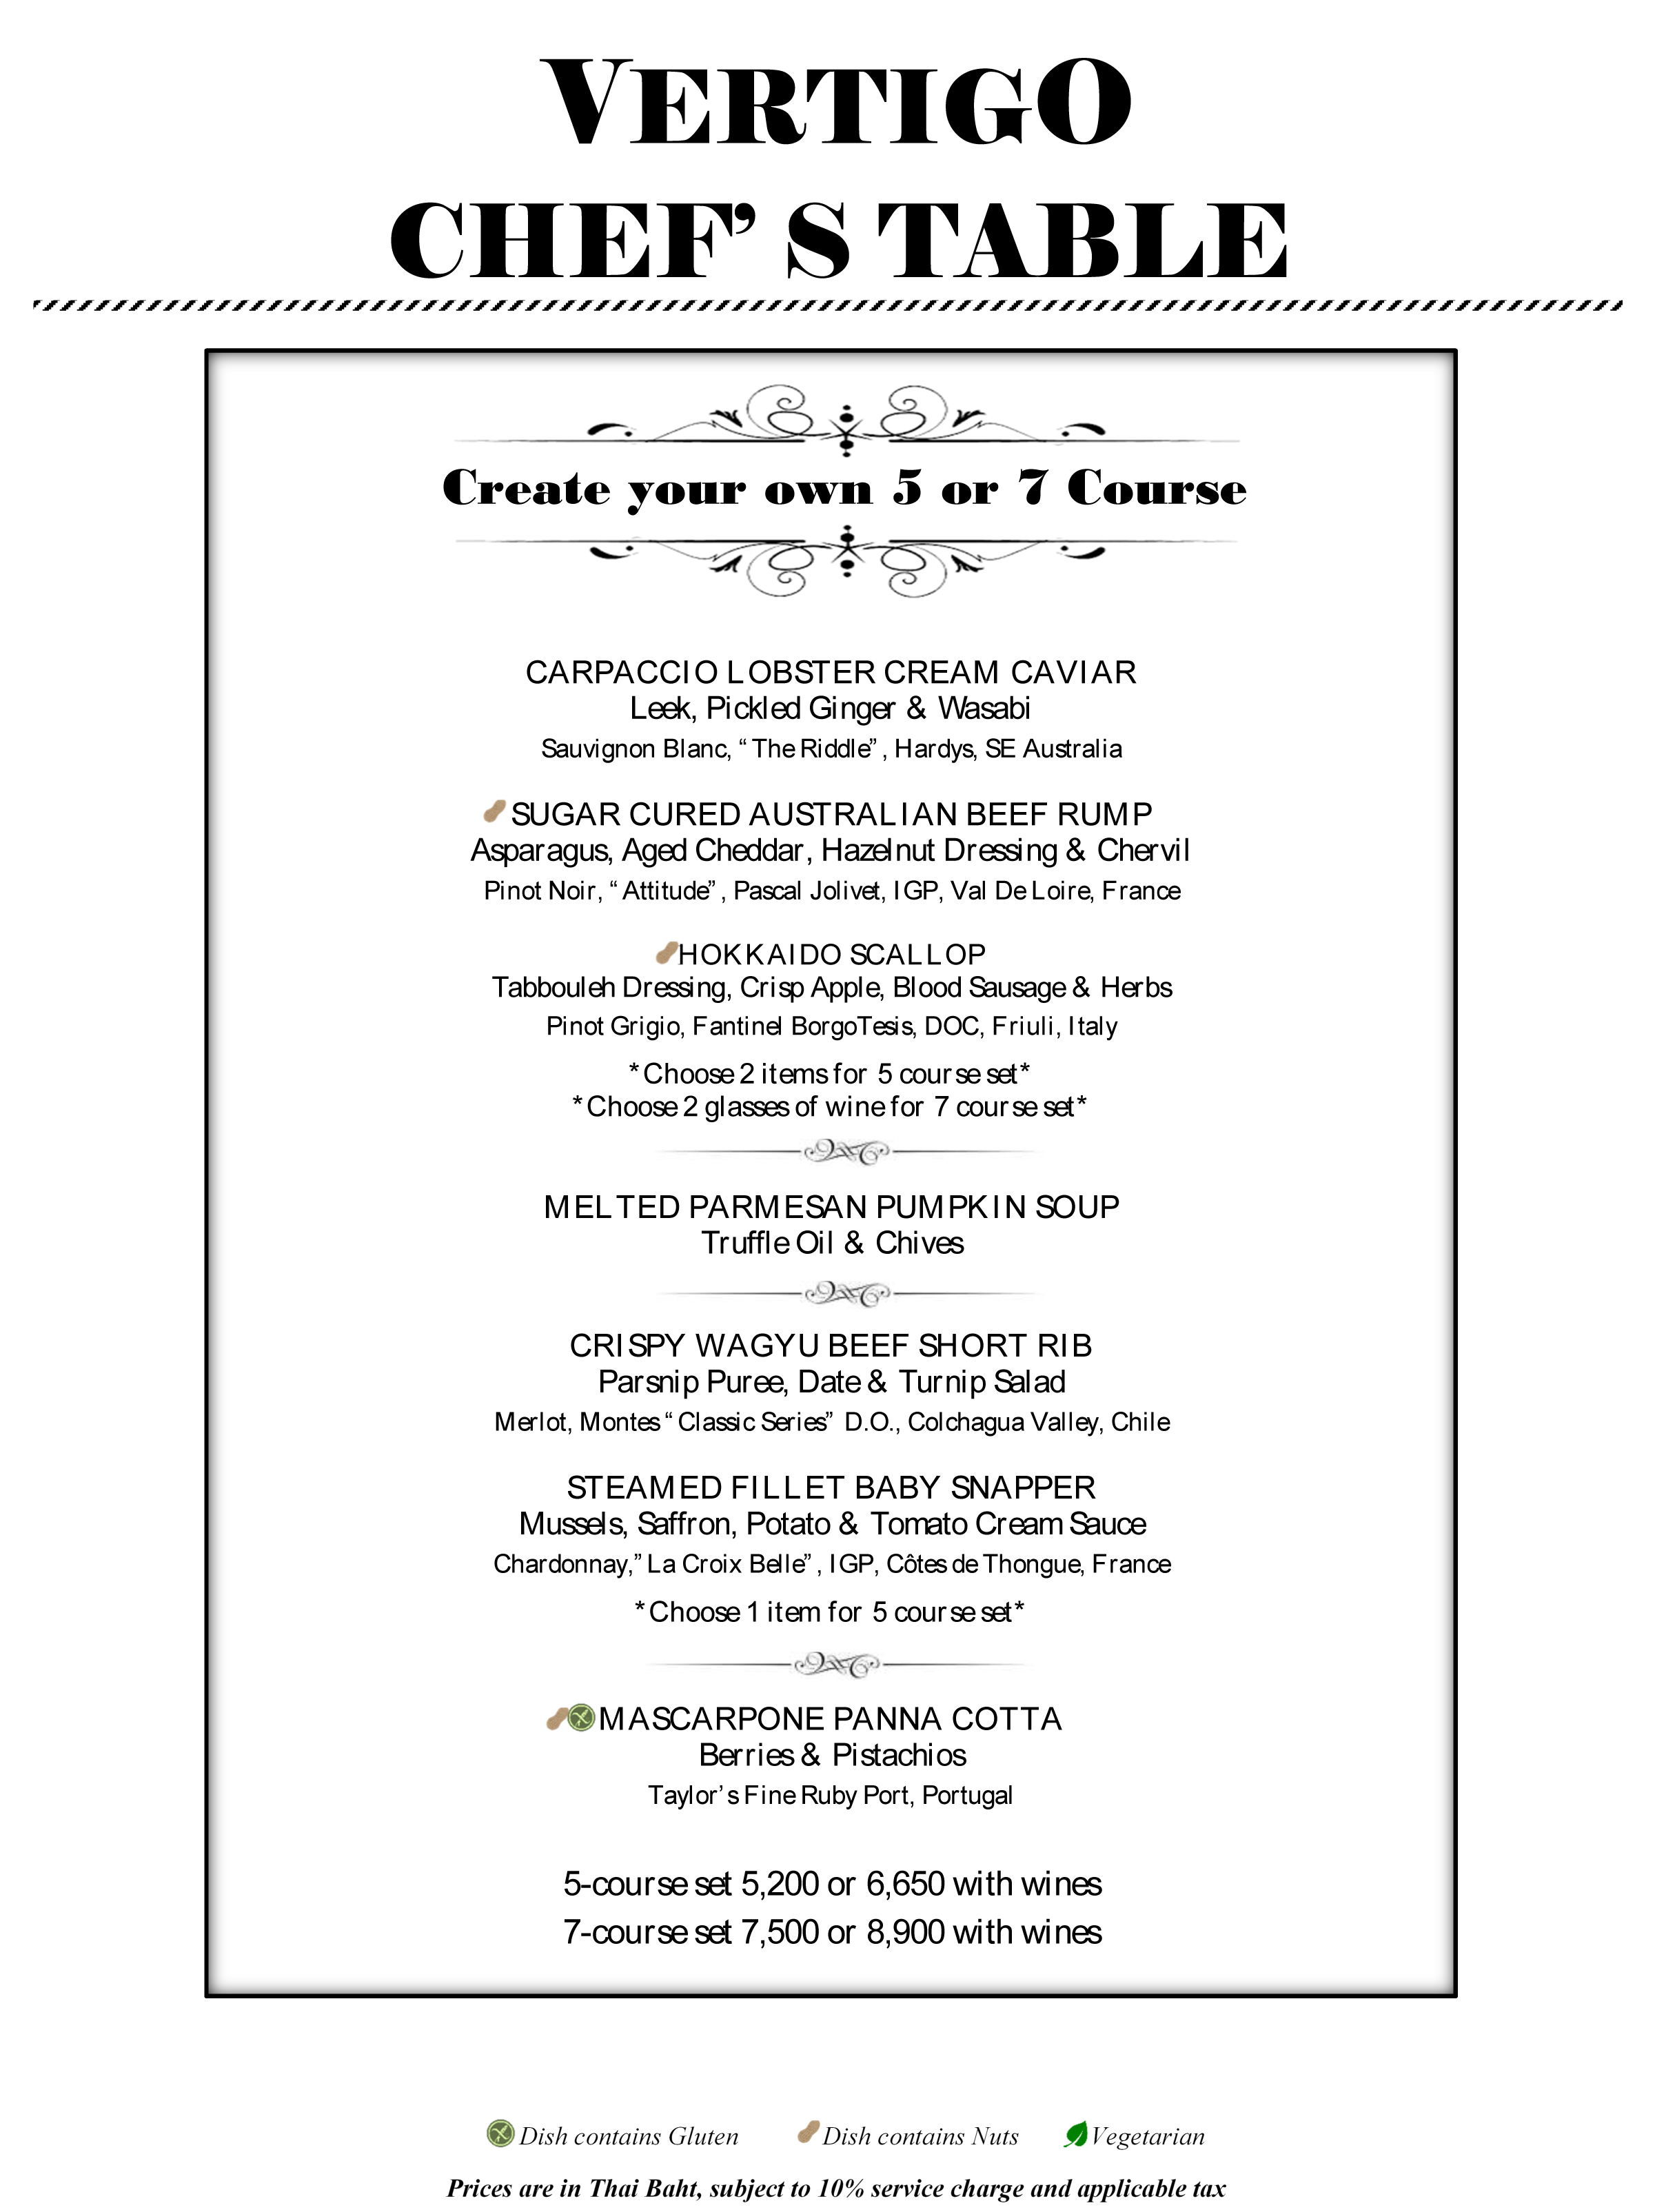 VERTIGO
CHEF’S TABLE
Create your own 5 or 7 Course
CARPACCIO LOBSTER CREAM CAVIAR
Leek, Pickled Ginger & Wasabi
Sauvignon Blanc, “The Riddle”, Hardys, SE Australia
SUGAR CURED AUSTRALIAN BEEF RUMP
Asparagus, Aged Cheddar, Hazelnut Dressing & Chervil
Pinot Noir, “Attitude”, Pascal Jolivet, IGP, Val De Loire, France
HOKKAIDO SCALLOP
Tabbouleh Dressing, Crisp Apple, Blood Sausage & Herbs
Pinot Grigio, Fantinel BorgoTesis, DOC, Friuli, Italy
*Choose 2 items for 5 course set*
*Choose 2 glasses of wine for 7 course set*
MELTED PARMESAN PUMPKIN SOUP
Truffle Oil & Chives
CRISPY WAGYU BEEF SHORT RIB
Parsnip Puree, Date & Turnip Salad
Merlot, Montes “Classic Series” D.O., Colchagua Valley, Chile
STEAMED FILLET BABY SNAPPER
Mussels, Saffron, Potato & Tomato Cream Sauce
Chardonnay,”La Croix Belle”, IGP, Côtes de Thongue, France
*Choose 1 item for 5 course set*
MASCARPONE PANNA COTTA
Berries & Pistachios
Taylor’s Fine Ruby Port, Portugal
5-course set 5,200 or 6,650 with wines
7-course set 7,500 or 8,900 with wines
Dish contains Gluten Dish contains Nuts Vegetarian
Prices are in Thai Baht, subject to 10% service charge and applicable tax